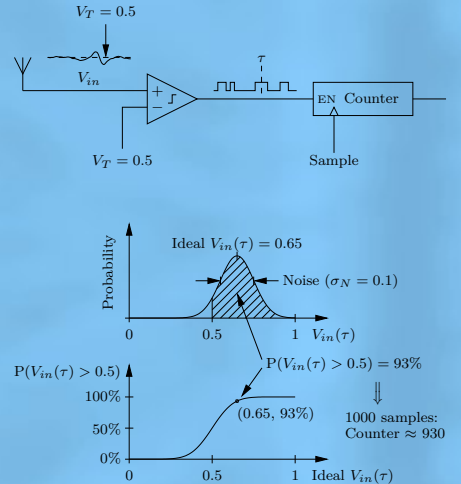 V_T = 0.5
V_in
τ
+
−
EN Counter
V_T = 0.5
Sample
Ideal V_in(τ) = 0.65
Probability
Noise (σ_N = 0.1)
0
0.5
1
V_in(τ)
P(V_in(τ) > 0.5)
P(V_in(τ) > 0.5) = 93%
100%
(0.65, 93%)
50%
1000 samples:
Counter ≈ 930
0%
0
0.5
1
Ideal V_in(τ)